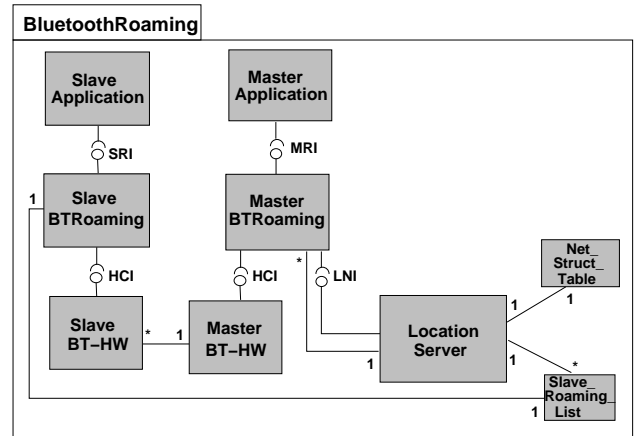 BluetoothRoaming
Slave
Application
Master
Application
SRI
MRI
1
Slave
BTRoaming
Master
BTRoaming
HCI
HCI
*
LNI
Net_
Struct_
Table
Slave
BT–HW
*
1
Master
BT–HW
1
Location
Server
1
1
1
*
Slave_
Roaming_
List
1